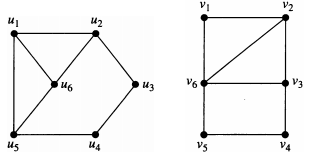 u₁ u₂ v₁ v₂
u₆ u₃ v₆ v₃
u₅ u₄ v₅ v₄